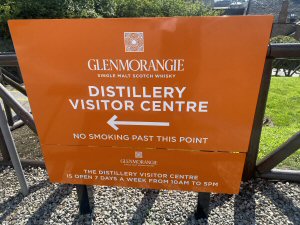 GLENMORANGIE
SINGLE MALT SCOTCH WHISKY
DISTILLERY
VISITOR CENTRE
NO SMOKING PAST THIS POINT
GLENMORANGIE
THE DISTILLERY VISITOR CENTRE
IS OPEN 7 DAYS A WEEK FROM 10AM TO 5PM